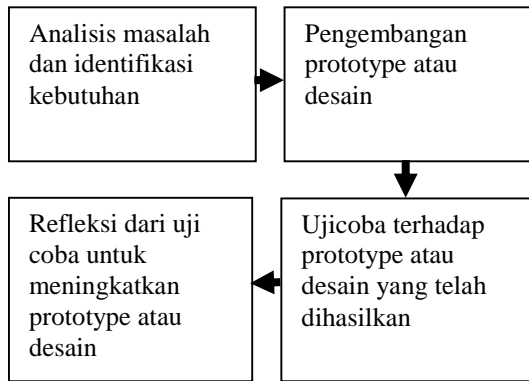 Analisis masalah
dan identifikasi
kebutuhan
Pengembangan
prototype atau
desain
Ujicoba terhadap
prototype atau
desain yang telah
dihasilkan
Refleksi dari uji
coba untuk
meningkatkan
prototype atau
desain